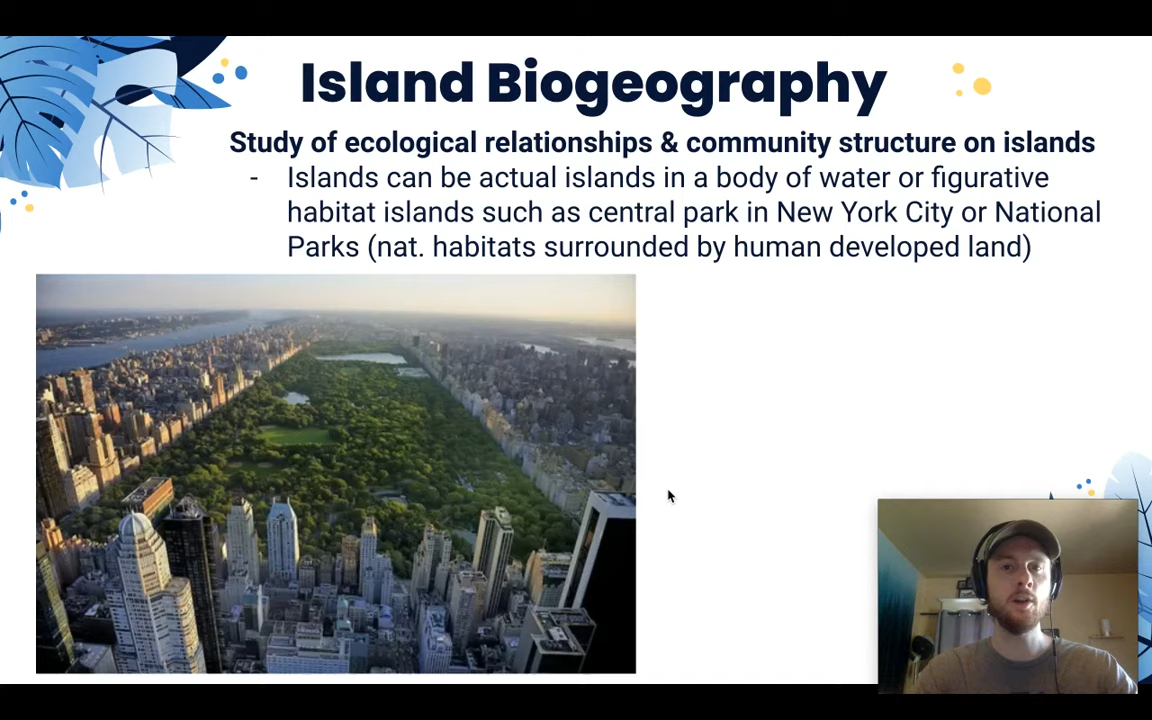 Island Biogeography
Study of ecological relationships & community structure on islands
- Islands can be actual islands in a body of water or figurative
habitat islands such as central park in New York City or National
Parks (nat. habitats surrounded by human developed land)